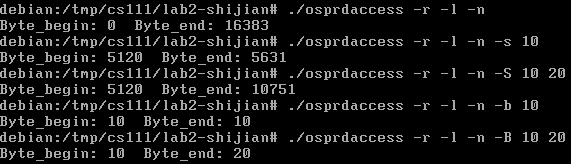 debian:/tmp/cs111/lab2-shijian# ./osprdaccess -r -l -n
Byte_begin: 0  Byte_end: 16383
debian:/tmp/cs111/lab2-shijian# ./osprdaccess -r -l -n -s 10
Byte_begin: 5120  Byte_end: 5631
debian:/tmp/cs111/lab2-shijian# ./osprdaccess -r -l -n -S 10 20
Byte_begin: 5120  Byte_end: 10751
debian:/tmp/cs111/lab2-shijian# ./osprdaccess -r -l -n -b 10
Byte_begin: 10  Byte_end: 10
debian:/tmp/cs111/lab2-shijian# ./osprdaccess -r -l -n -B 10 20
Byte_begin: 10  Byte_end: 20